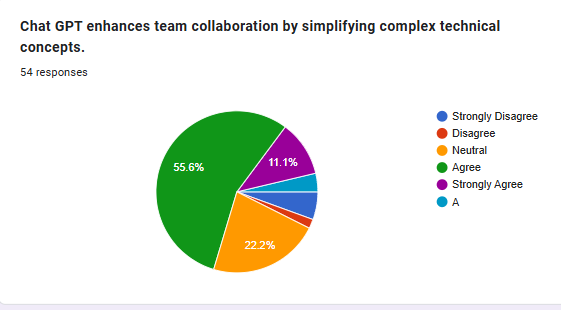 Chat GPT enhances team collaboration by simplifying complex technical
concepts.
54 responses
Strongly Disagree
Disagree
Neutral
Agree
Strongly Agree
A
55.6%
11.1%
22.2%